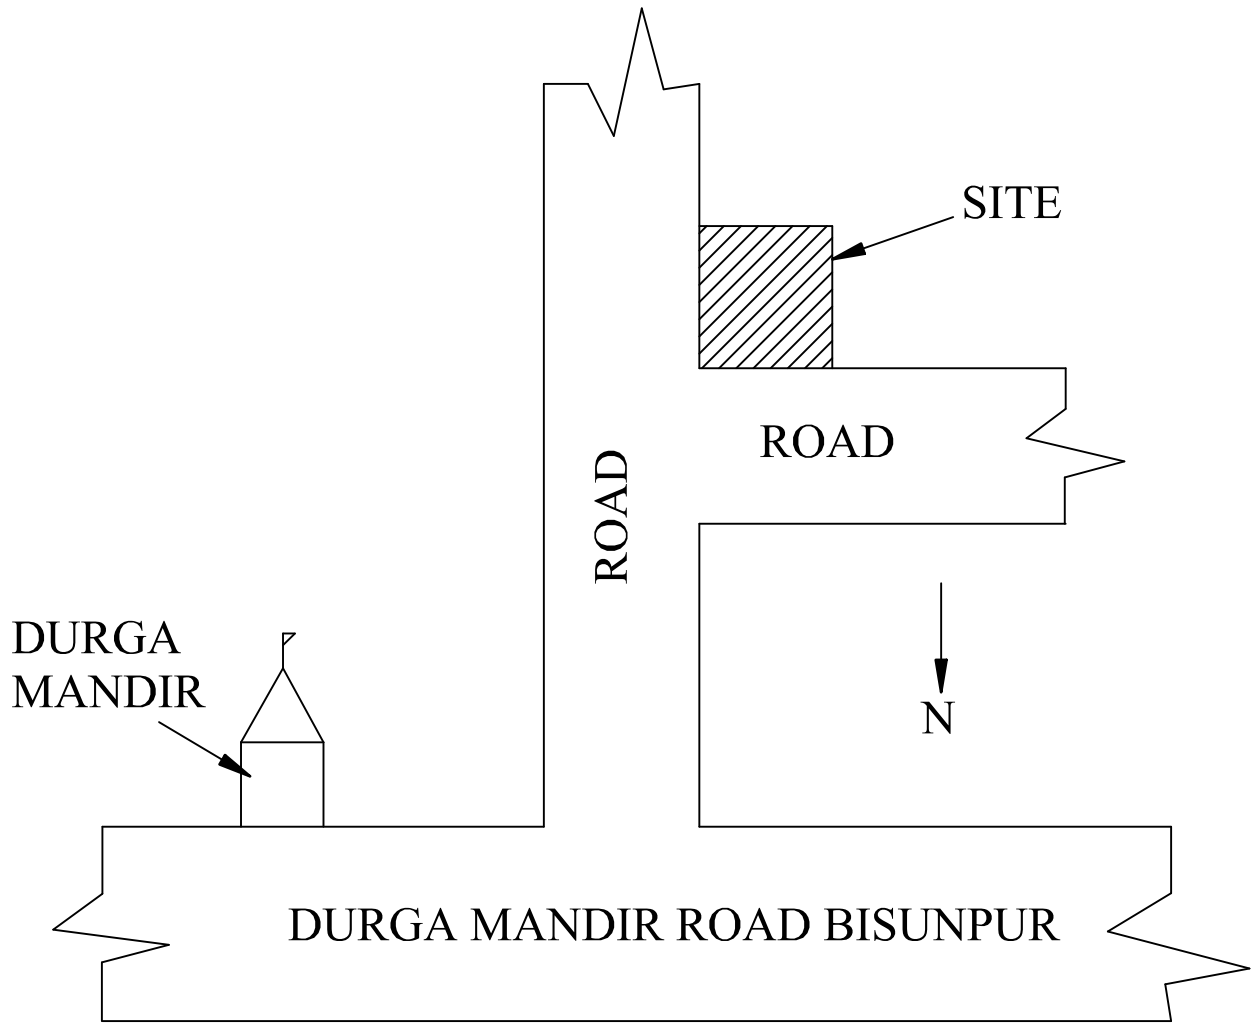 SITE
ROAD
ROAD
DURGA
MANDIR
N
DURGA MANDIR ROAD BISUNPUR